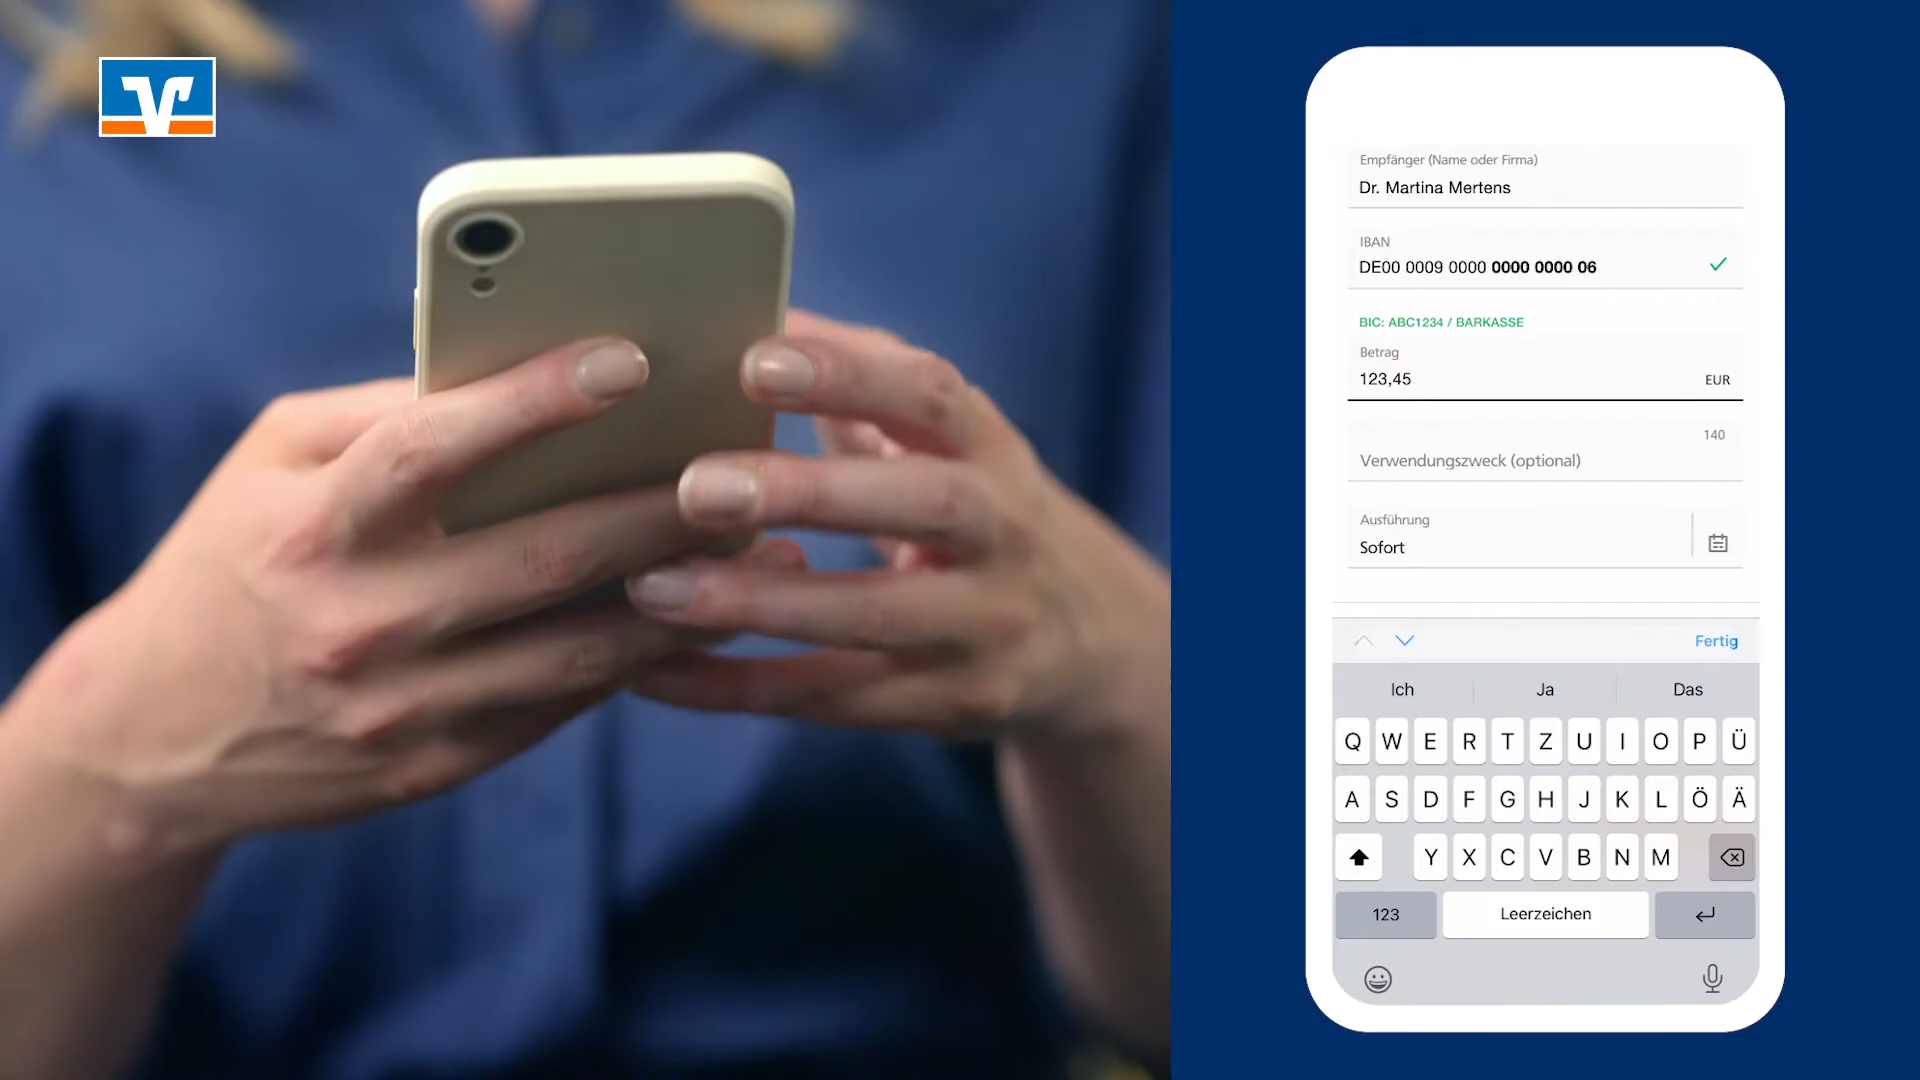 Empfänger (Name oder Firma)
Dr. Martina Mertens
IBAN
DE00 0009 0000 0000 0000 06
BIC: ABC1234 / BARKASSE
Betrag
123,45 EUR
140
Verwendungszweck (optional)
Ausführung
Sofort
Fertig
Ich Ja Das
Q W E R T Z U I O P Ü
A S D F G H J K L Ö Ä
Y X C V B N M
123 Leerzeichen